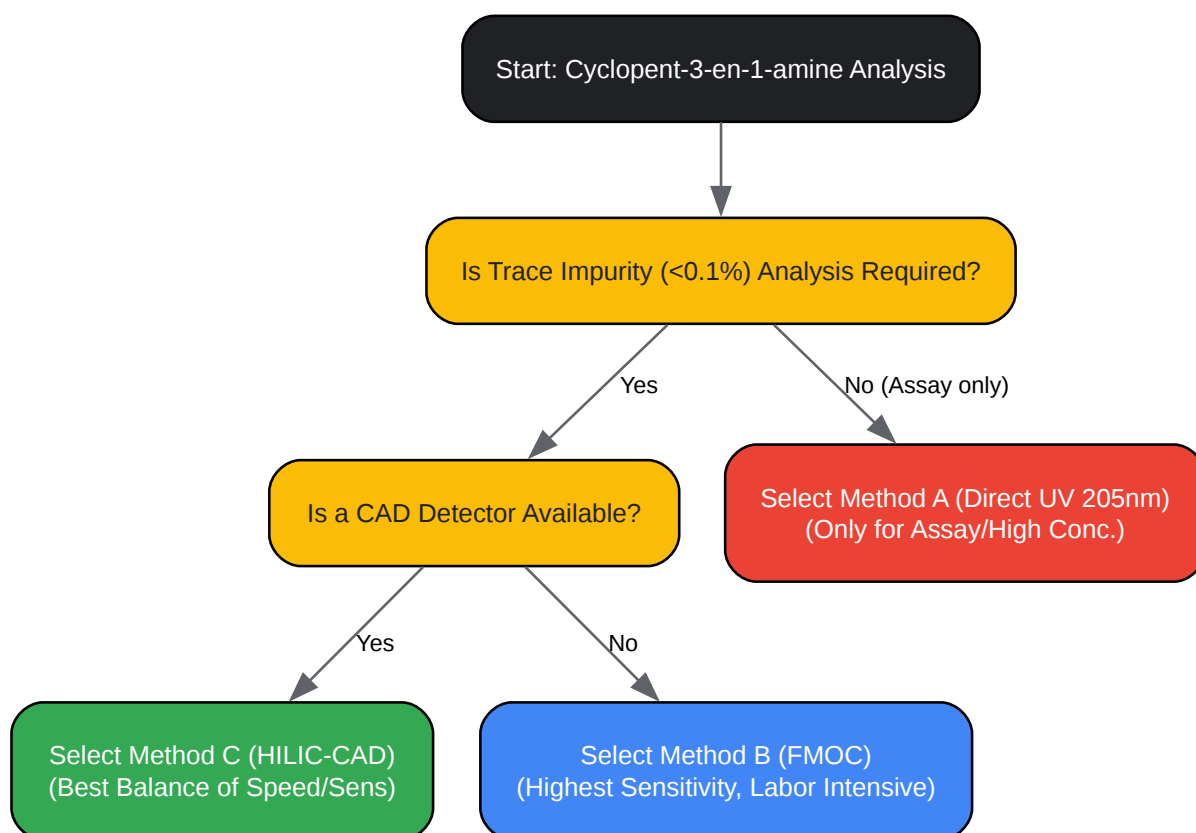 Start: Cyclopent-3-en-1-amine Analysis
Is Trace Impurity (<0.1%) Analysis Required?
Yes
No (Assay only)
Is a CAD Detector Available?
Select Method A (Direct UV 205nm)
(Only for Assay/High Conc.)
Yes
No
Select Method C (HILIC-CAD)
(Best Balance of Speed/Sens)
Select Method B (FMOC)
(Highest Sensitivity, Labor Intensive)